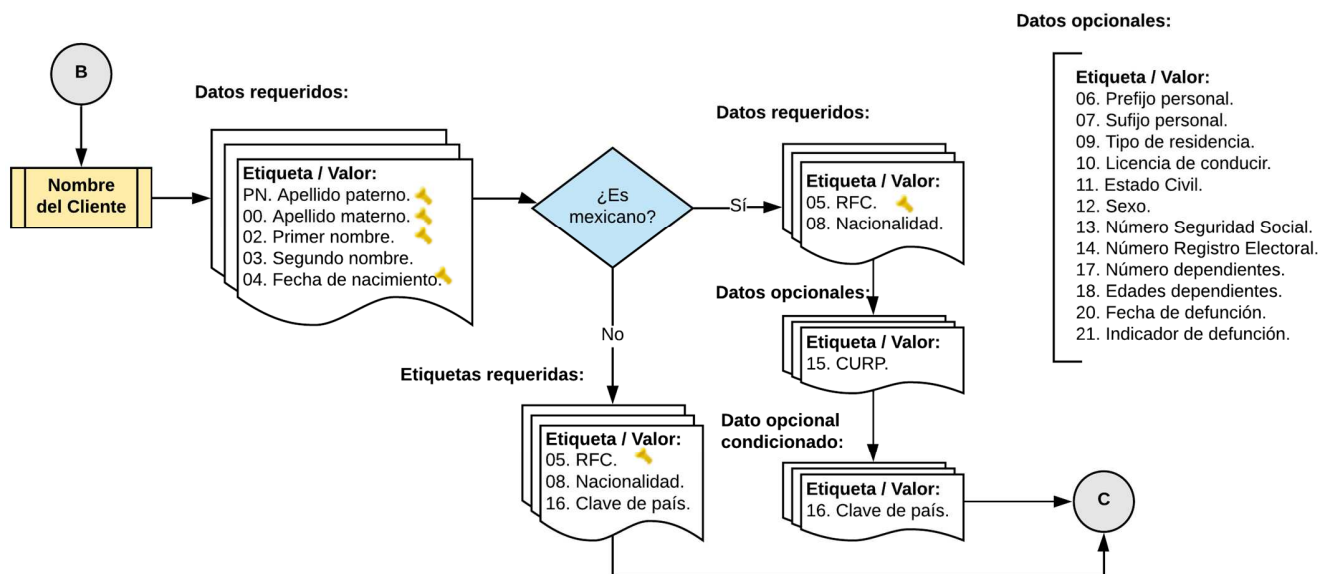 B
Nombre
del Cliente
Datos requeridos:
Etiqueta / Valor:
PN. Apellido paterno.
00. Apellido materno.
02. Primer nombre.
03. Segundo nombre.
04. Fecha de nacimiento.
¿Es
mexicano?
Sí
No
Datos requeridos:
Etiqueta / Valor:
05. RFC.
08. Nacionalidad.
Datos opcionales:
Etiqueta / Valor:
15. CURP.
Dato opcional
condicionado:
Etiqueta / Valor:
16. Clave de país.
Etiquetas requeridas:
Etiqueta / Valor:
05. RFC.
08. Nacionalidad.
16. Clave de país.
C
Datos opcionales:
Etiqueta / Valor:
06. Prefijo personal.
07. Sufijo personal.
09. Tipo de residencia.
10. Licencia de conducir.
11. Estado Civil.
12. Sexo.
13. Número Seguridad Social.
14. Número Registro Electoral.
17. Número dependientes.
18. Edades dependientes.
20. Fecha de defunción.
21. Indicador de defunción.